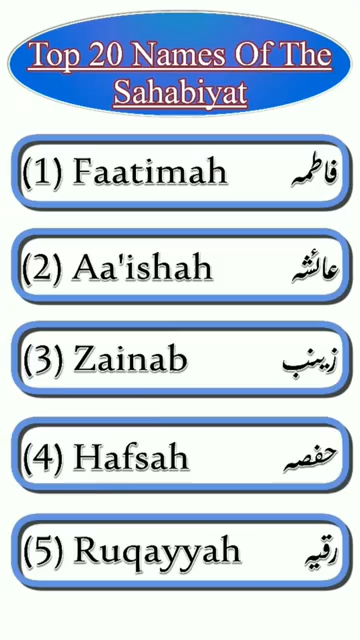 Top 20 Names Of The
Sahabiyat
(1) Faatimah فاطمہ
(2) Aa'ishah عائشہ
(3) Zainab زینب
(4) Hafsah حفصہ
(5) Ruqayyah رقیہ